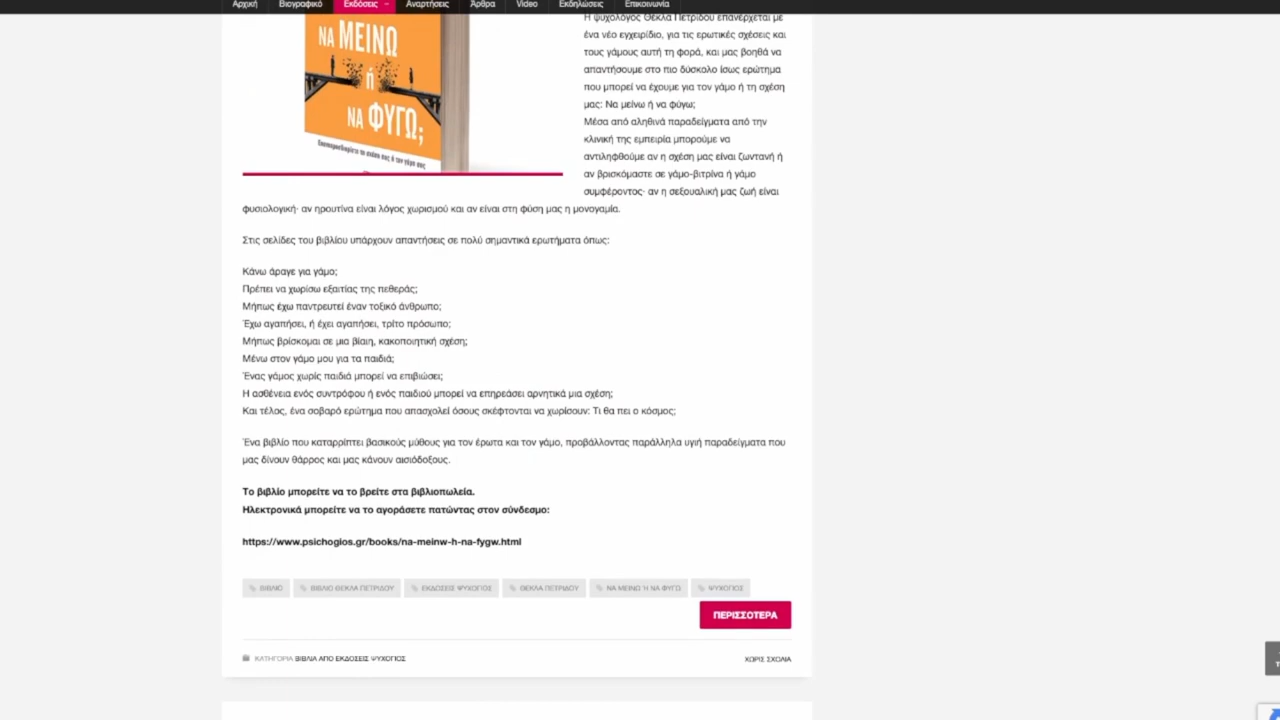 Αρχική Βιογραφικό Εκδόσεις Αναρτήσεις Άρθρα Video Εκδηλώσεις Επικοινωνία
ΝΑ ΜΕΙΝΩ
ή
ΝΑ ΦΥΓΩ;
Η ψυχολόγος Θέκλα Πετρίδου επανέρχεται με
ένα νέο εγχειρίδιο, για τις ερωτικές σχέσεις και
τους γάμους αυτή τη φορά, και μας βοηθά να
απαντήσουμε στο πιο δύσκολο ίσως ερώτημα
που μπορεί να έχουμε για τον γάμο ή τη σχέση
μας: Να μείνω ή να φύγω;
Μέσα από αληθινά παραδείγματα από την
κλινική της εμπειρία μπορούμε να
αντιληφθούμε αν η σχέση μας είναι ζωντανή ή
αν βρισκόμαστε σε γάμο-βιτρίνα ή γάμο
συμφέροντος· αν η σεξουαλική μας ζωή είναι
φυσιολογική· αν ηρουτίνα είναι λόγος χωρισμού και αν είναι στη φύση μας η μονογαμία.
Στις σελίδες του βιβλίου υπάρχουν απαντήσεις σε πολύ σημαντικά ερωτήματα όπως:
Κάνω άραγε για γάμο;
Πρέπει να χωρίσω εξαιτίας της πεθεράς;
Μήπως έχω παντρευτεί έναν τοξικό άνθρωπο;
Έχω αγαπήσει, ή έχει αγαπήσει, τρίτο πρόσωπο;
Μήπως βρίσκομαι σε μια βίαιη, κακοποιητική σχέση;
Μένω στον γάμο μου για τα παιδιά;
Ένας γάμος χωρίς παιδιά μπορεί να επιβιώσει;
Η ασθένεια ενός συντρόφου ή ενός παιδιού μπορεί να επηρεάσει αρνητικά μια σχέση;
Και τέλος, ένα σοβαρό ερώτημα που απασχολεί όσους σκέφτονται να χωρίσουν: Τι θα πει ο κόσμος;
Ένα βιβλίο που καταρρίπτει βασικούς μύθους για τον έρωτα και τον γάμο, προβάλλοντας παράλληλα υγιή παραδείγματα που
μας δίνουν θάρρος και μας κάνουν αισιόδοξους.
Το βιβλίο μπορείτε να το βρείτε στα βιβλιοπωλεία.
Ηλεκτρονικά μπορείτε να το αγοράσετε πατώντας στον σύνδεσμο:
https://www.psichogios.gr/books/na-meinw-h-na-fygw.html
ΒΙΒΛΙΟ ΒΙΒΛΙΟ ΘΕΚΛΑ ΠΕΤΡΙΔΟΥ ΕΚΔΟΣΕΙΣ ΨΥΧΟΓΙΟΣ ΘΕΚΛΑ ΠΕΤΡΙΔΟΥ ΝΑ ΜΕΙΝΩ Ή ΝΑ ΦΥΓΩ ΨΥΧΟΓΙΟΣ
ΠΕΡΙΣΣΟΤΕΡΑ
ΚΑΤΗΓΟΡΙΑ ΒΙΒΛΙΑ ΑΠΟ ΕΚΔΟΣΕΙΣ ΨΥΧΟΓΙΟΣ ΧΩΡΙΣ ΣΧΟΛΙΑ